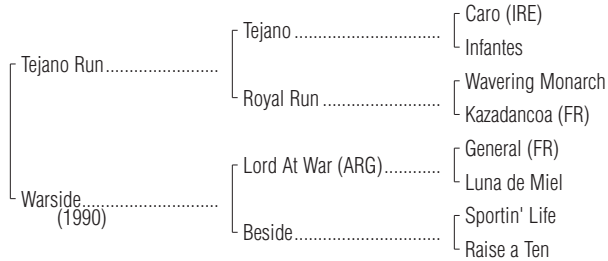 Caro (IRE)
Tejano
Infantes
Tejano Run
Wavering Monarch
Royal Run
Kazadancoa (FR)
General (FR)
Lord At War (ARG)
Luna de Miel
Warside
(1990)
Sportin' Life
Beside
Raise a Ten